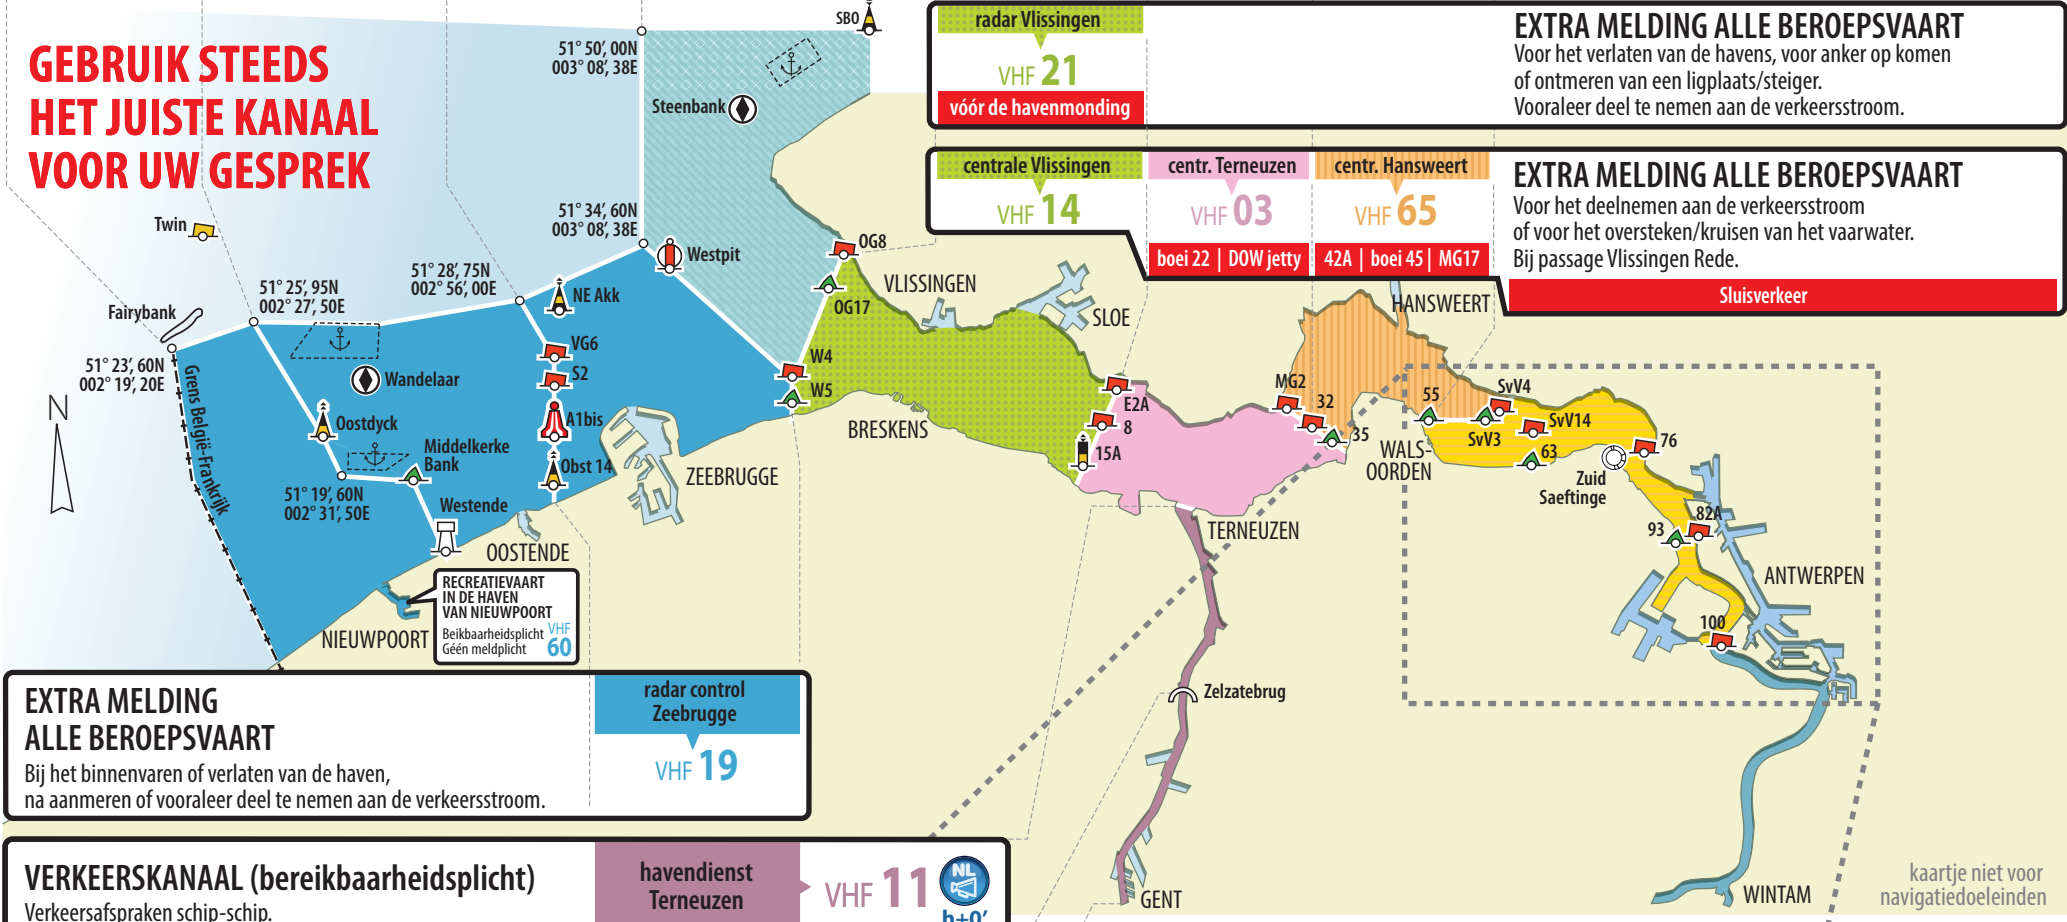 GEBRUIK STEEDS
HET JUISTE KANAAL
VOOR UW GESPREK
SBO
51° 50’, 00N
003° 08’, 38E
Steenbank
51° 34’, 60N
003° 08’, 38E
Westpit
Twin
51° 28’, 75N
002° 56’, 00E
51° 25’, 95N
002° 27’, 50E
Fairybank
51° 23’, 60N
002° 19’, 20E
N
Grens België-Frankrijk
NE Akk
VG6
S2
Wandelaar
A1bis
Oostdyck
Middelkerke
Bank
Obst 14
51° 19’, 60N
002° 31’, 50E
Westende
OOSTENDE
ZEEBRUGGE
NIEUWPOORT
RECREATIEVAART
IN DE HAVEN
VAN NIEUWPOORT
Beikbaarheidsplicht
Géén meldplicht
VHF
60
radar Vlissingen
VHF 21
vóór de havenmonding
EXTRA MELDING ALLE BEROEPSVAART
Voor het verlaten van de havens, voor anker op komen
of ontmeren van een ligplaats/steiger.
Vooraleer deel te nemen aan de verkeersstroom.
centrale Vlissingen
VHF 14
centr. Terneuzen
VHF 03
boei 22 | DOW jetty
centr. Hansweert
VHF 65
42A | boei 45 | MG17
EXTRA MELDING ALLE BEROEPSVAART
Voor het deelnemen aan de verkeersstroom
of voor het oversteken/kruisen van het vaarwater.
Bij passage Vlissingen Rede.
Sluisverkeer
OG8
OG17
VLISSINGEN
SLOE
W4
W5
BRESKENS
E2A
8
15A
HANSWEERT
MG2
32
35
55
WALS-
OORDEN
SvV4
SvV3
SvV14
63
76
Zuid
Saeftinge
82A
93
ANTWERPEN
100
TERNEUZEN
Zelzatebrug
GENT
WINTAM
kaartje niet voor
navigatiedoeleinden
EXTRA MELDING
ALLE BEROEPSVAART
Bij het binnenvaren of verlaten van de haven,
na aanmeren of vooraleer deel te nemen aan de verkeersstroom.
radar control
Zeebrugge
VHF 19
VERKEERSKANAAL (bereikbaarheidsplicht)
Verkeersafspraken schip-schip.
havendienst
Terneuzen
VHF 11
NL
h+0’